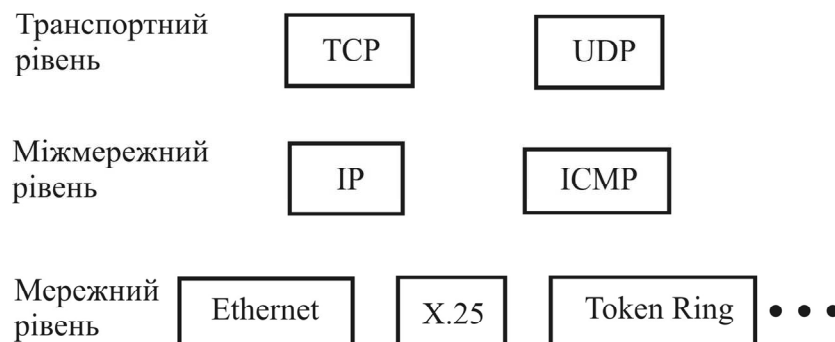 Транспортний
рівень
TCP
UDP
Міжмережний
рівень
IP
ICMP
Мережний
рівень
Ethernet
X.25
Token Ring
• • •